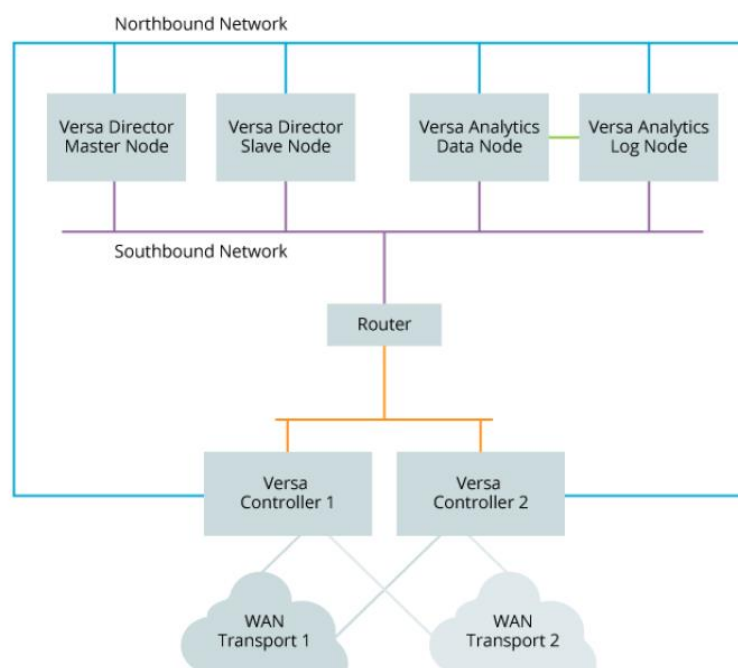 Northbound Network
Versa Director
Master Node
Versa Director
Slave Node
Versa Analytics
Data Node
Versa Analytics
Log Node
Southbound Network
Router
Versa
Controller 1
Versa
Controller 2
WAN
Transport 1
WAN
Transport 2